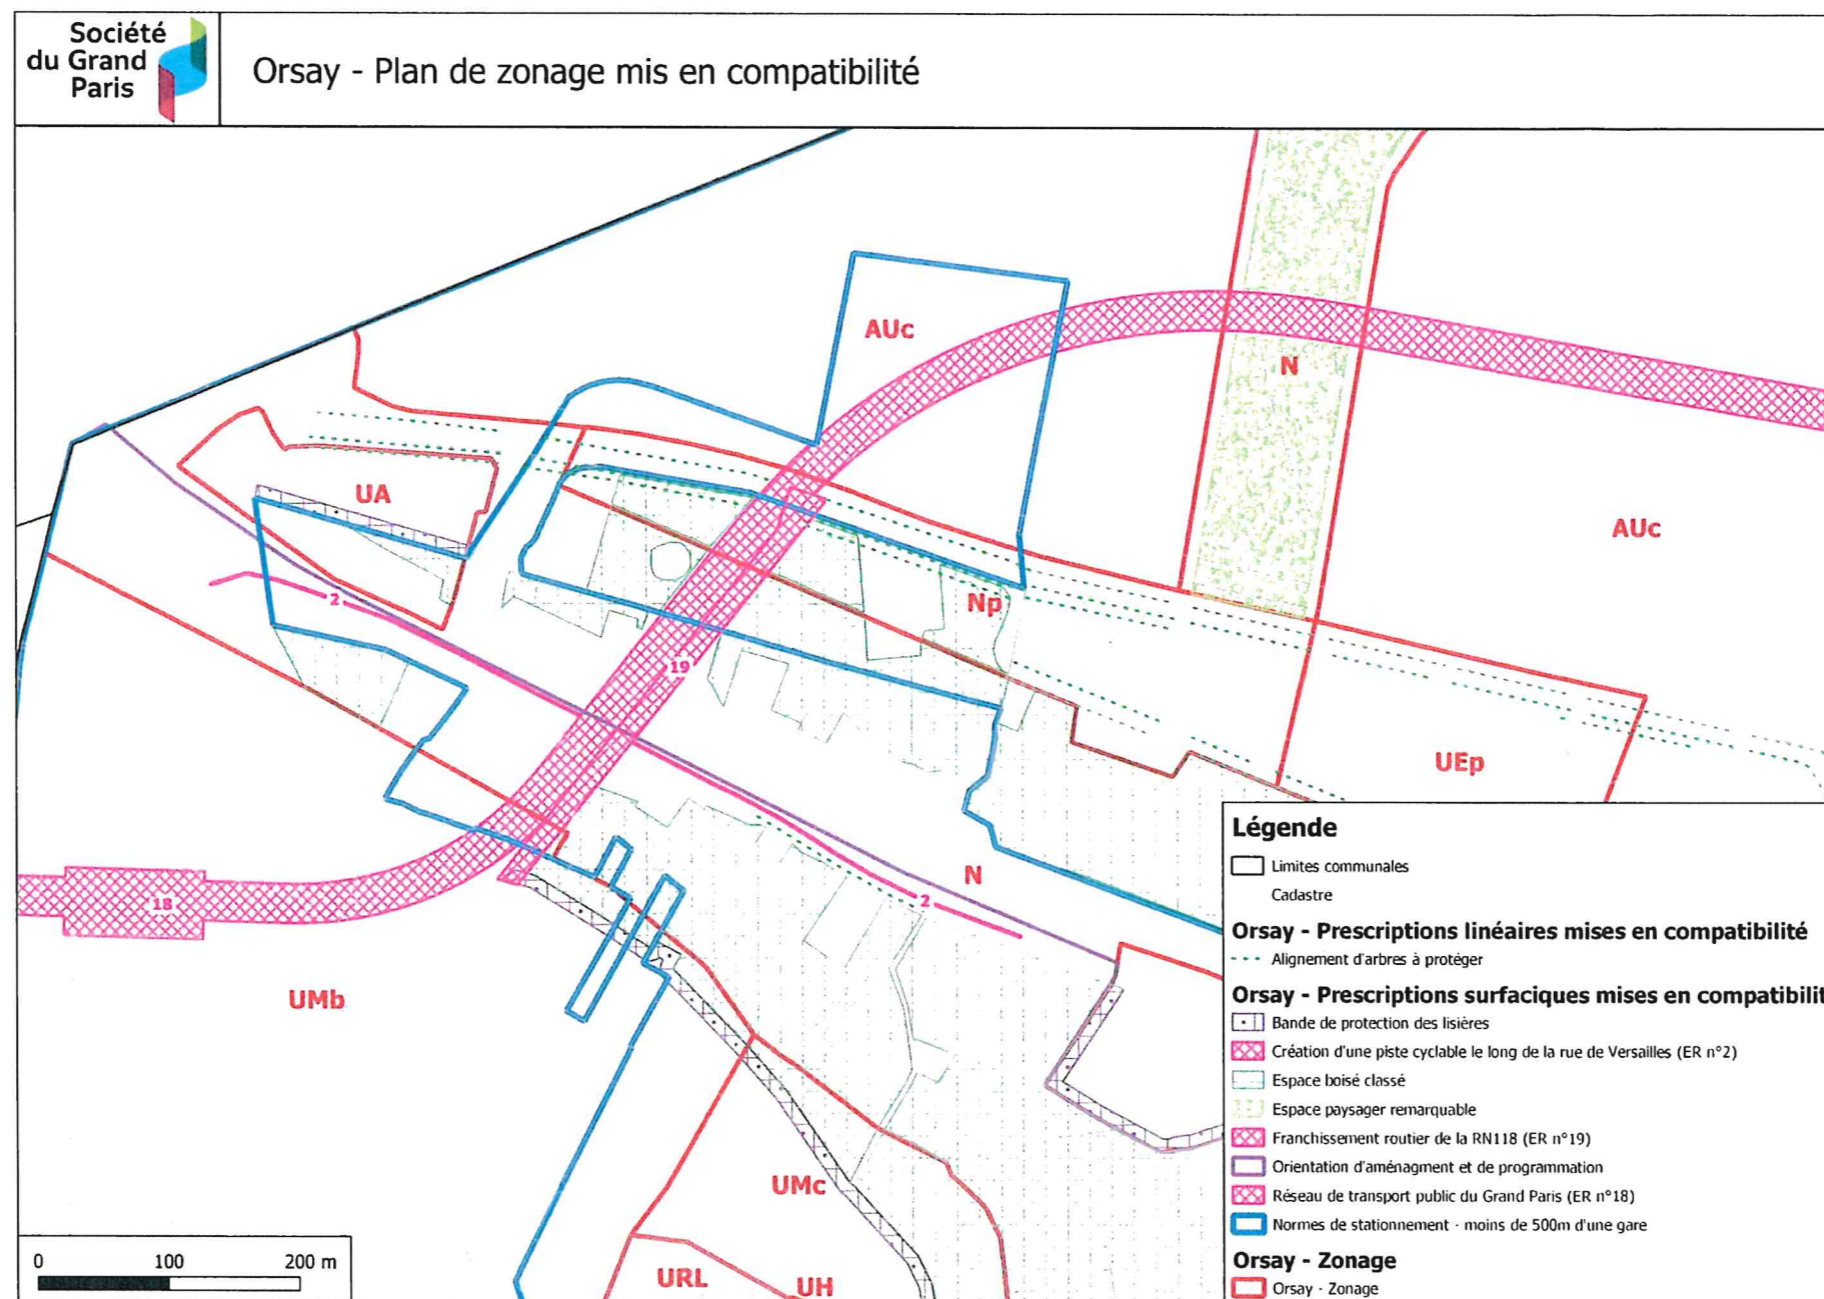 Société
du Grand
Paris
Orsay - Plan de zonage mis en compatibilité
AUc
N
UA
AUc
2
Np
19
UEp
N
18
2
UMb
UMc
URL
UH
0 100 200 m
Légende
Limites communales
Cadastre
Orsay - Prescriptions linéaires mises en compatibilité
Alignement d'arbres à protéger
Orsay - Prescriptions surfaciques mises en compatibilit
Bande de protection des lisières
Création d'une piste cyclable le long de la rue de Versailles (ER n°2)
Espace boisé classé
Espace paysager remarquable
Franchissement routier de la RN118 (ER n°19)
Orientation d'aménagment et de programmation
Réseau de transport public du Grand Paris (ER n°18)
Normes de stationnement - moins de 500m d'une gare
Orsay - Zonage
Orsay - Zonage